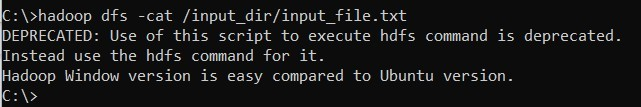 C:\>hadoop dfs -cat /input_dir/input_file.txt
DEPRECATED: Use of this script to execute hdfs command is deprecated.
Instead use the hdfs command for it.
Hadoop Window version is easy compared to Ubuntu version.
C:\>